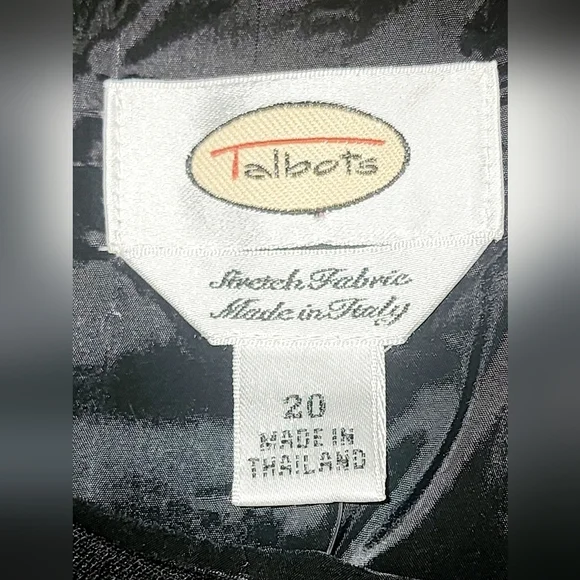 Talbots
Stretch Fabric
Made in Italy
20
MADE IN
THAILAND